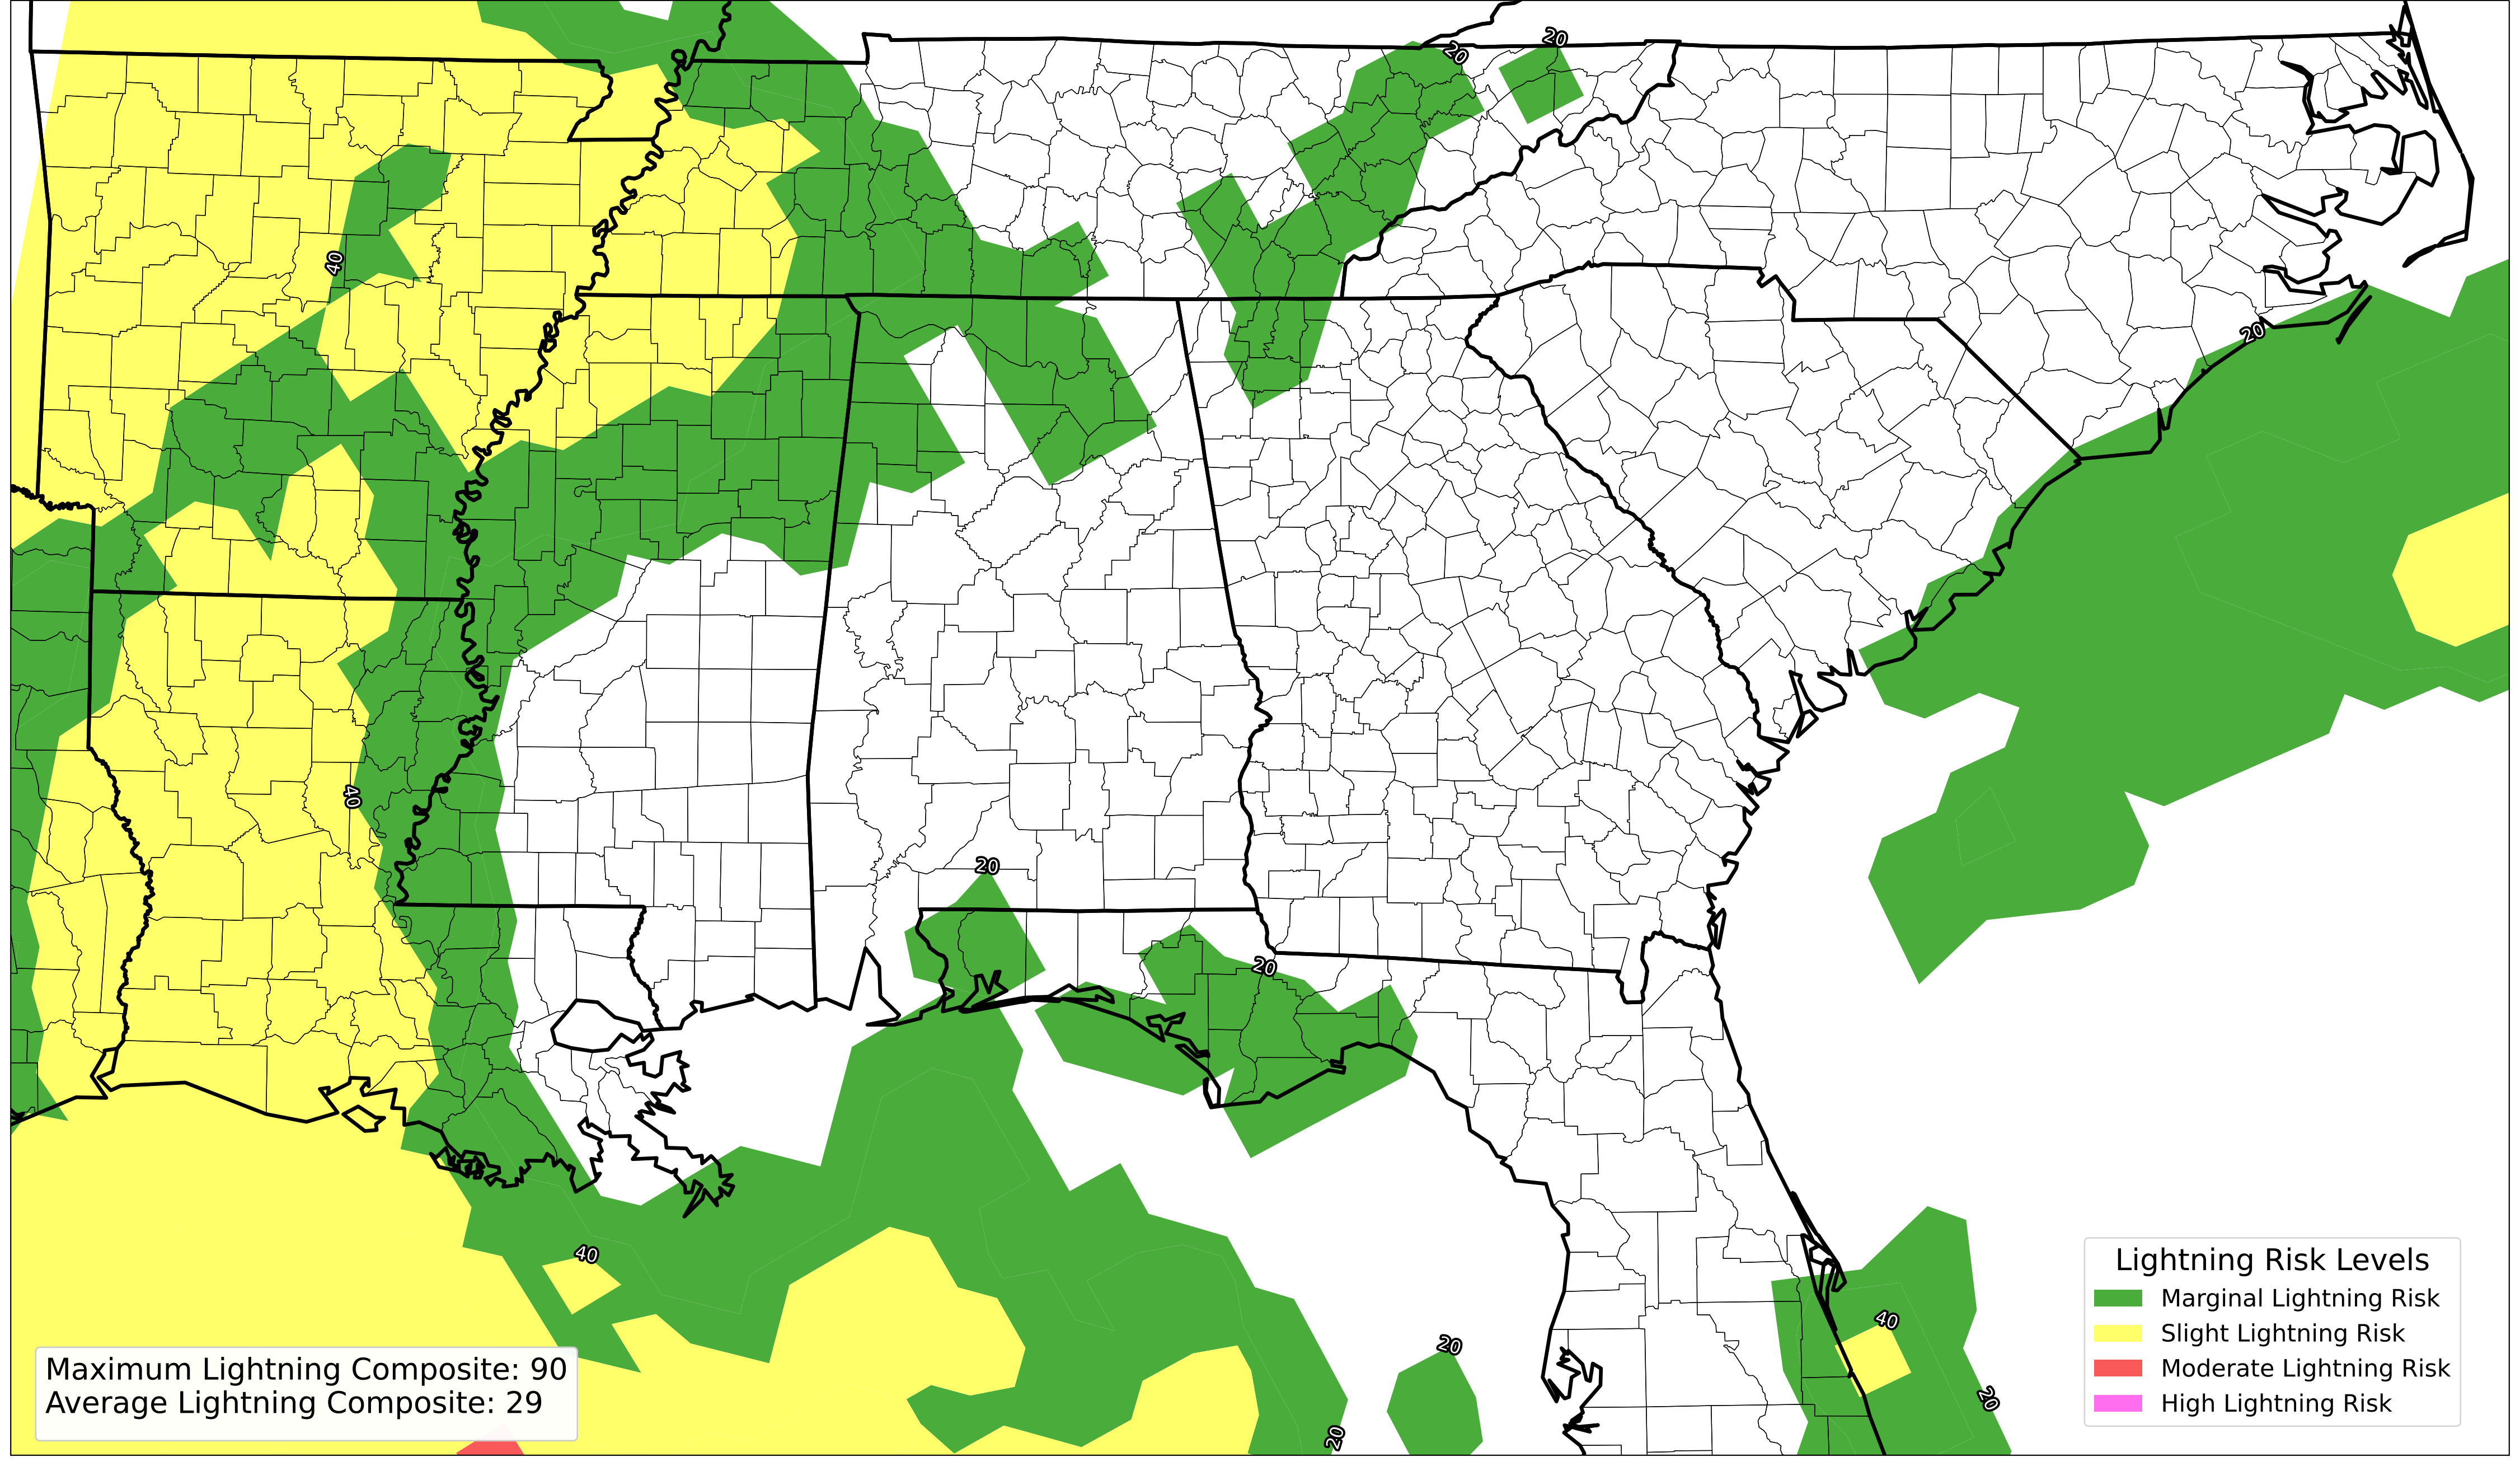 20
20
40
20
40
20
20
40
40
20
20
20
Lightning Risk Levels
Marginal Lightning Risk
Slight Lightning Risk
Moderate Lightning Risk
High Lightning Risk
Maximum Lightning Composite: 90
Average Lightning Composite: 29